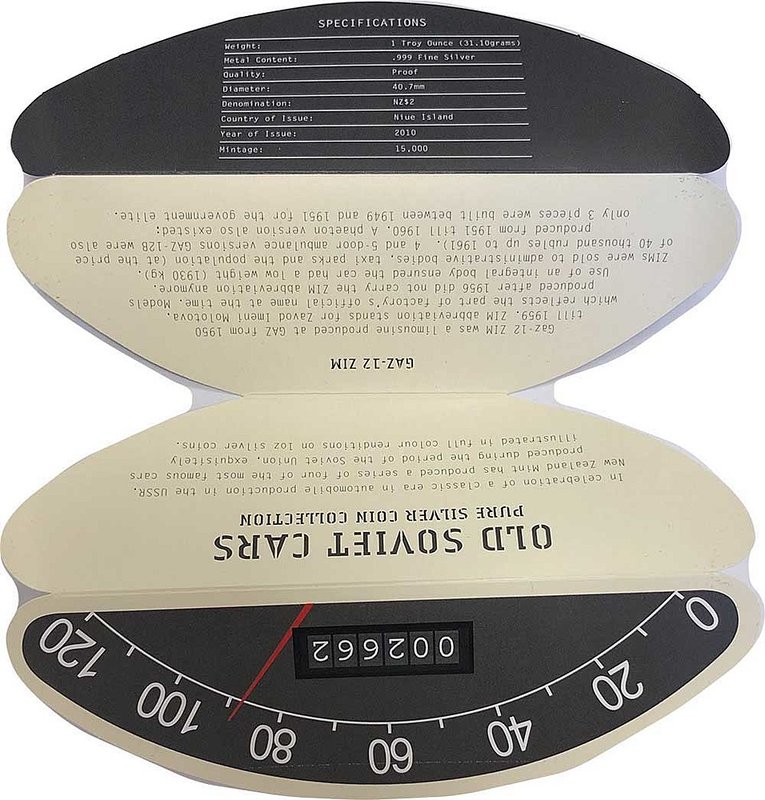 SPECIFICATIONS
Weight: 1 Troy Ounce (31.10grams)
Metal Content: .999 Fine Silver
Quality: Proof
Diameter: 40.7mm
Denomination: NZ$2
Country of Issue: Niue Island
Year of Issue: 2010
Mintage: 15,000
GAZ-12 ZIM
Gaz-12 ZIM was a limousine produced at GAZ from 1950
till 1959. ZIM abbreviation stands for Zavod Imeni Molotova,
which reflects the part of factory's official name at the time. Models
produced after 1956 did not carry the ZIM abbreviation anymore.
Use of an integral body ensured the car had a low weight (1930 kg).
ZIMs were sold to administrative bodies, taxi parks and the population (at the price
of 40 thousand rubles up to 1961). 4 and 5-door ambulance versions GAZ-12B were also
produced from 1951 till 1960. A phaeton version also existed:
only 3 pieces were built between 1949 and 1951 for the government elite.
OLD SOVIET CARS
PURE SILVER COIN COLLECTION
In celebration of a classic era in automobile production in the USSR,
New Zealand Mint has produced a series of four of the most famous cars
produced during the period of the Soviet Union, exquisitely
illustrated in full colour renditions on 1oz silver coins.
0 20 40 60 80 100 120
002662